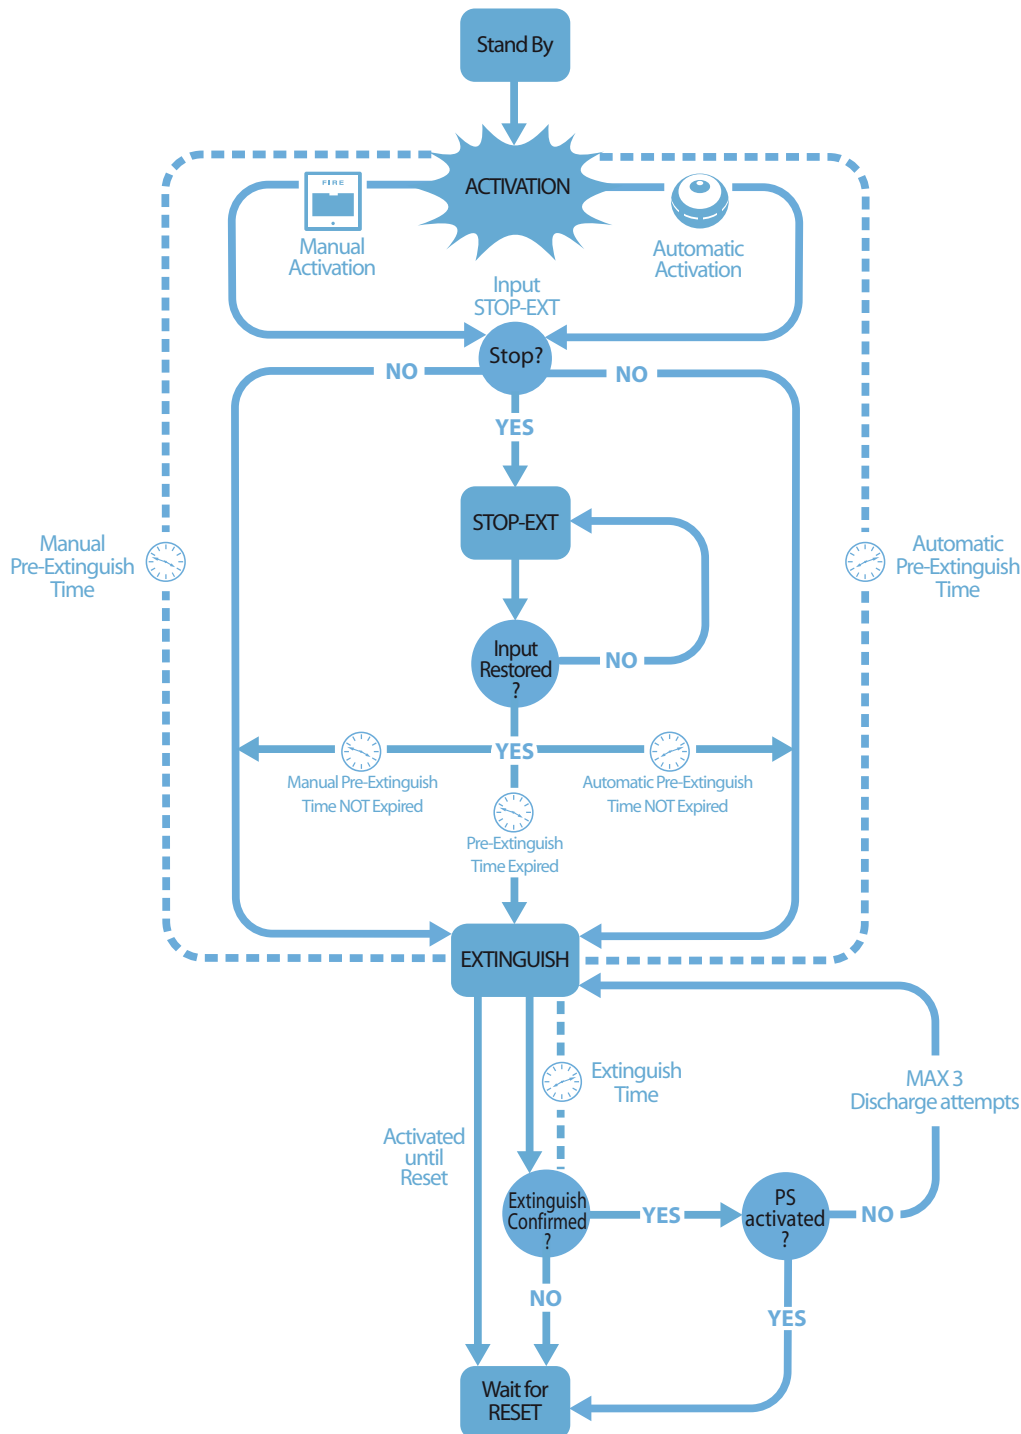 Stand By
ACTIVATION
FIRE
Manual
Activation
Automatic
Activation
Input
STOP-EXT
Stop?
NO
NO
YES
STOP-EXT
Manual
Pre-Extinguish
Time
Automatic
Pre-Extinguish
Time
Input
Restored
?
NO
YES
Manual Pre-Extinguish
Time NOT Expired
Automatic Pre-Extinguish
Time NOT Expired
Pre-Extinguish
Time Expired
EXTINGUISH
Extinguish
Time
MAX 3
Discharge attempts
Activated
until
Reset
Extinguish
Confirmed
?
YES
PS
activated
?
NO
NO
YES
Wait for
RESET